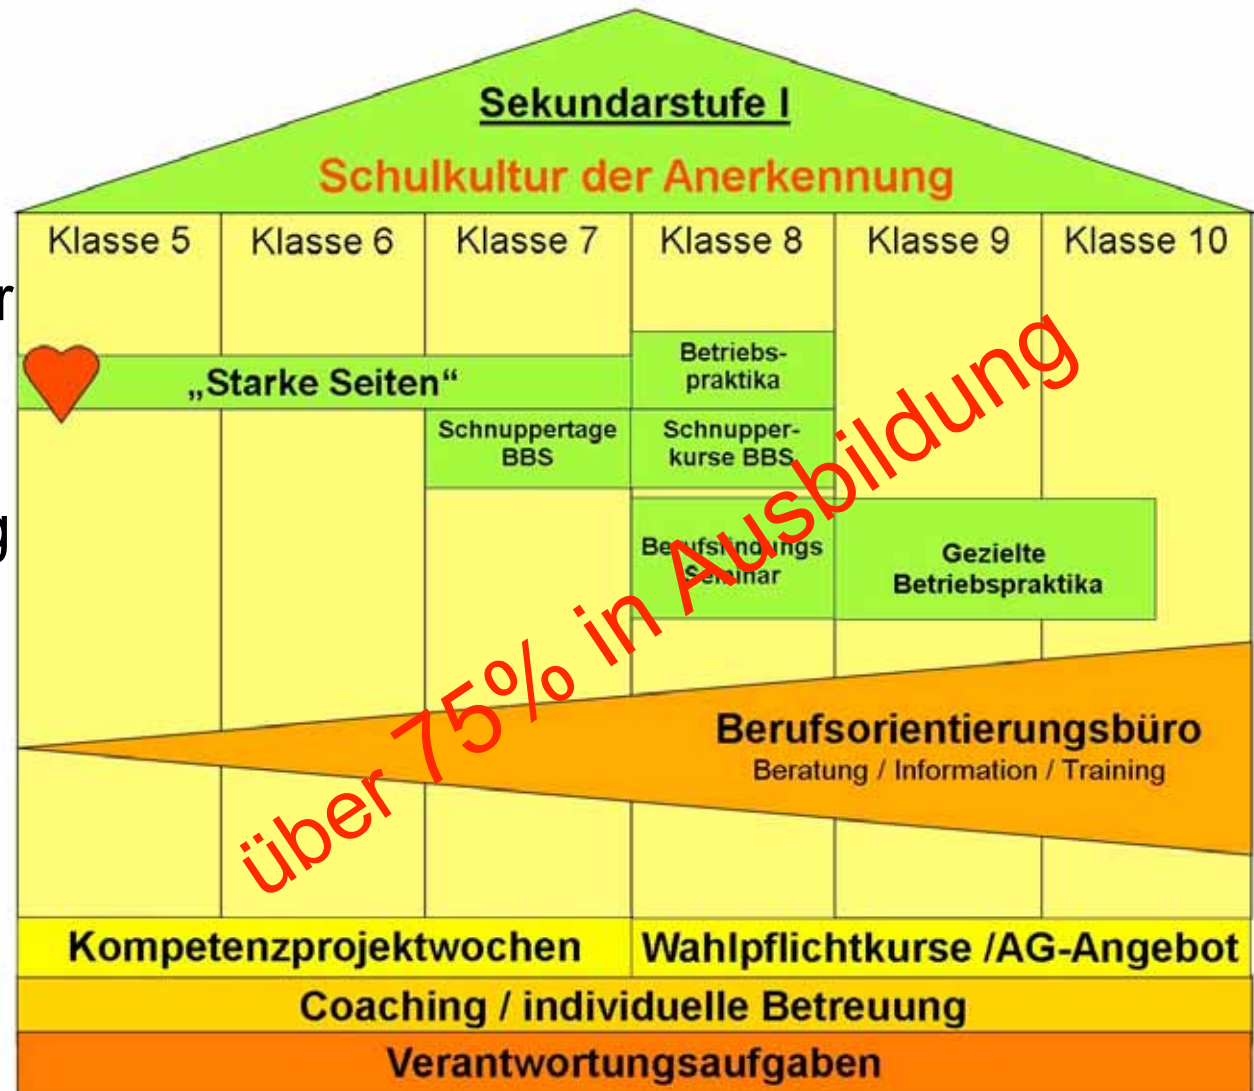 Sekundarstufe I
Schulkultur der Anerkennung
Klasse 5 Klasse 6 Klasse 7 Klasse 8 Klasse 9 Klasse 10
r
„Starke Seiten“
Betriebs-
praktika
Schnuppertage
BBS
Schnupper-
kurse BBS
g
Berufsfindungs
Seminar
Gezielte
Betriebspraktika
über 75% in Ausbildung
Berufsorientierungsbüro
Beratung / Information / Training
Kompetenzprojektwochen
Wahlpflichtkurse /AG-Angebot
Coaching / individuelle Betreuung
Verantwortungsaufgaben